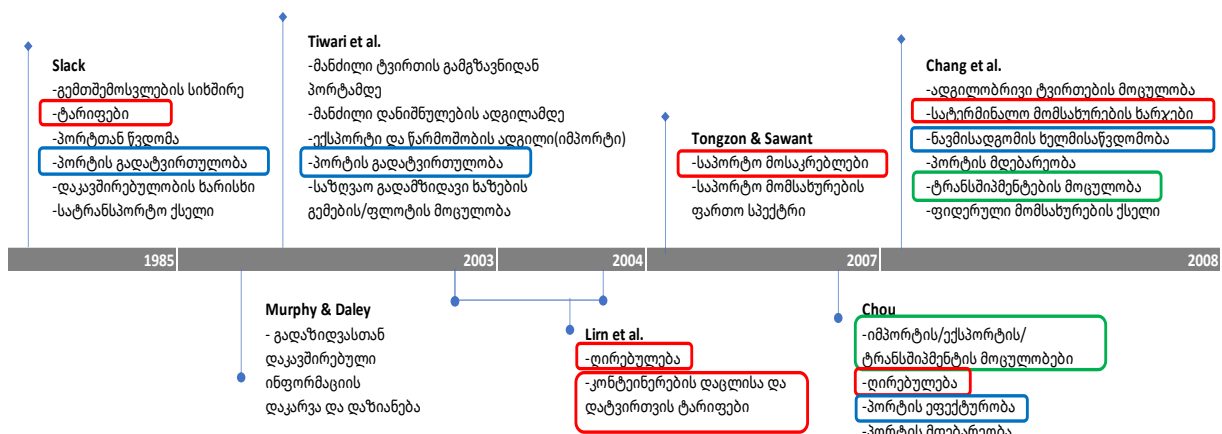 Slack
-გემთშემოსვლების სიხშირე
-ტარიფები
-პორტთან წვდომა
-პორტის გადატვირთულობა
-დაკავშირებულობის ხარისხი
-სატრანსპორტო ქსელი
Tiwari et al.
-მანძილი ტვირთის გამგზავნიდან
პორტამდე
-მანძილი დანიშნულების ადგილამდე
-ექსპორტი და წარმოშობის ადგილი(იმპორტი)
-პორტის გადატვირთულობა
-საზღვაო გადამზიდავი ხაზების
გემების/ფლოტის მოცულობა
Tongzon & Sawant
-საპორტო მოსაკრებლები
-საპორტო მომსახურების
ფართო სპექტრი
Chang et al.
-ადგილობრივი ტვირთების მოცულობა
-სატერმინალო მომსახურების ხარჯები
-ნავმისადგომის ხელმისაწვდომობა
-პორტის მდებარეობა
-ტრანსშიპმენტების მოცულობა
-ფიდერული მომსახურების ქსელი
1985
2003
2004
2007
2008
Murphy & Daley
- გადაზიდვასთან
დაკავშირებული
ინფორმაციის
დაკარვა და დაზიანება
Lirn et al.
-ღირებულება
-კონტეინერების დაცლისა და
დატვირთვის ტარიფები
Chou
-იმპორტის/ექსპორტის/
ტრანსშიპმენტის მოცულობები
-ღირებულება
-პორტის ეფექტურობა
-პორტის მდებარეობა